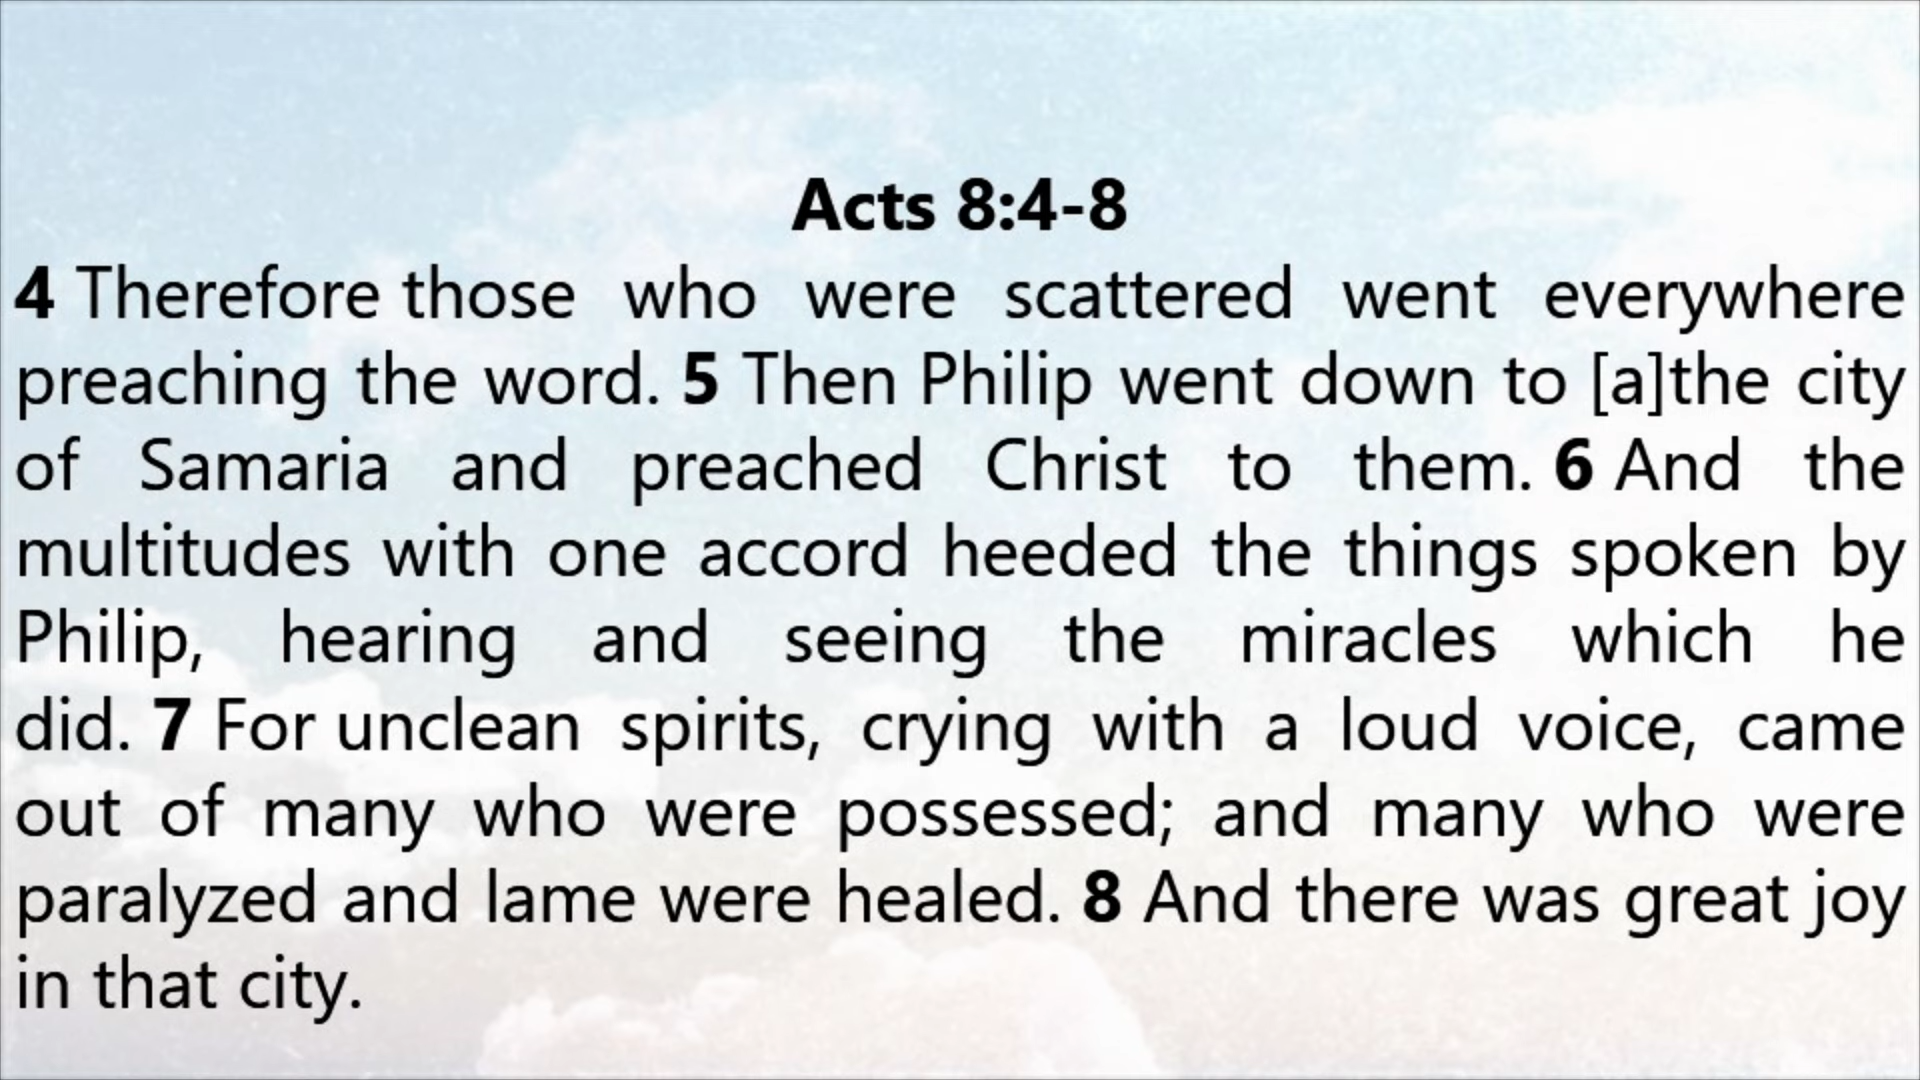 Acts 8:4-8
4 Therefore those who were scattered went everywhere
preaching the word. 5 Then Philip went down to [a]the city
of Samaria and preached Christ to them. 6 And the
multitudes with one accord heeded the things spoken by
Philip, hearing and seeing the miracles which he
did. 7 For unclean spirits, crying with a loud voice, came
out of many who were possessed; and many who were
paralyzed and lame were healed. 8 And there was great joy
in that city.